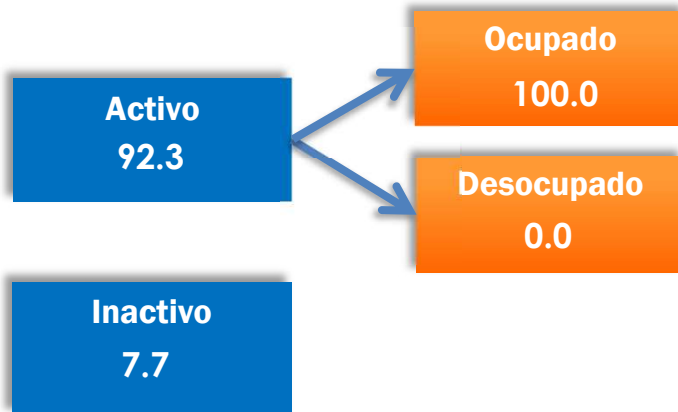 Activo
92.3
Ocupado
100.0
Desocupado
0.0
Inactivo
7.7